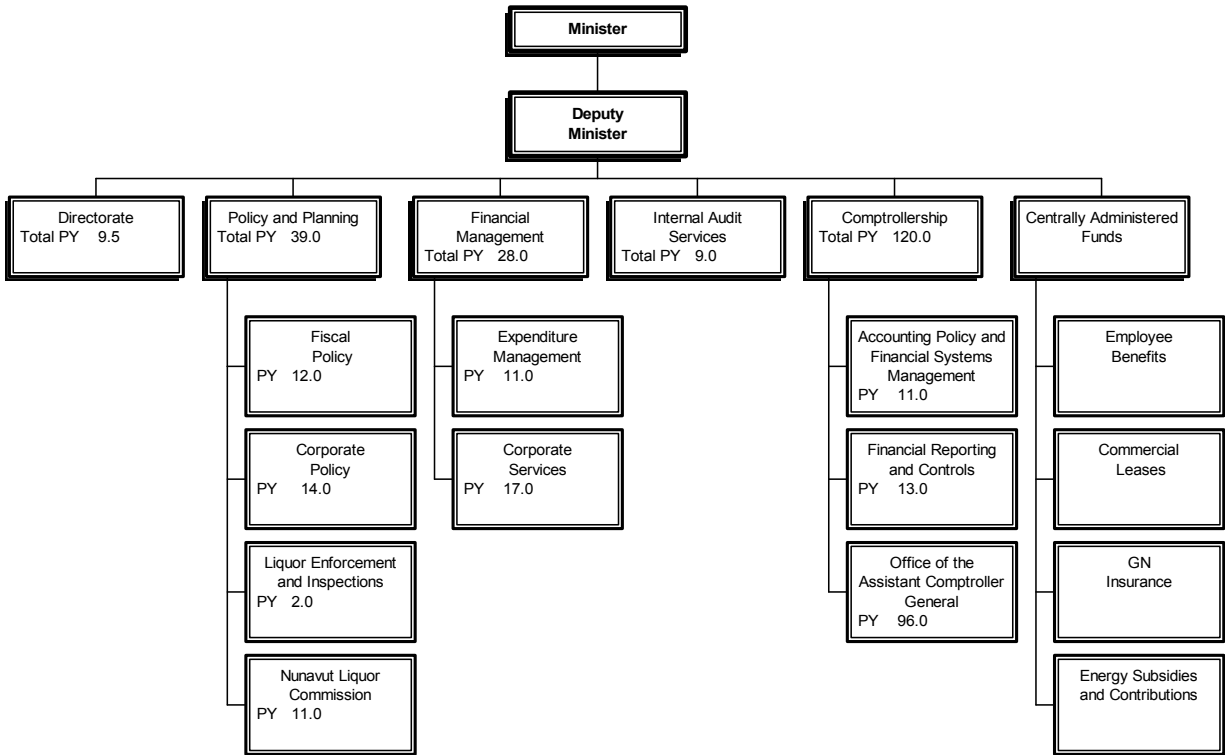 Minister
Deputy
Minister
Directorate
Total PY 9.5
Policy and Planning
Total PY 39.0
Financial
Management
Total PY 28.0
Internal Audit
Services
Total PY 9.0
Comptrollership
Total PY 120.0
Centrally Administered
Funds
Fiscal
Policy
PY 12.0
Corporate
Policy
PY 14.0
Liquor Enforcement
and Inspections
PY 2.0
Nunavut Liquor
Commission
PY 11.0
Expenditure
Management
PY 11.0
Corporate
Services
PY 17.0
Accounting Policy and
Financial Systems
Management
PY 11.0
Financial Reporting
and Controls
PY 13.0
Office of the
Assistant Comptroller
General
PY 96.0
Employee
Benefits
Commercial
Leases
GN
Insurance
Energy Subsidies
and Contributions